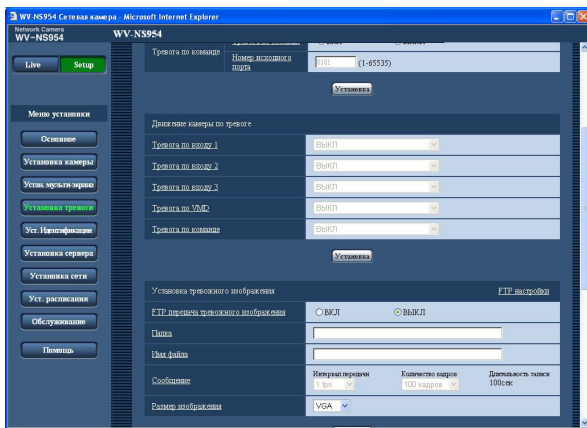 WV-NS954 Сетевая камера - Microsoft Internet Explorer
Network Camera
WV-NS954
WV-NS954
Live
Setup
Меню установки
Основное
Установка камеры
Устан. мульти-экрана
Установка тревоги
Уст. Идентификации
Установка сервера
Установка сети
Уст. расписания
Обслуживание
Помощь
Тревога по команде
Номер исходного
порта
8181 (1-65535)
Установка
Движение камеры по тревоге
Тревога по входу 1 ВЫКЛ
Тревога по входу 2 ВЫКЛ
Тревога по входу 3 ВЫКЛ
Тревога по VMD ВЫКЛ
Тревога по команде ВЫКЛ
Установка
Установка тревожного изображения FTP настройки
FTP передача тревожного изображения ВКЛ ВЫКЛ
Папка
Имя файла
Сообщение
Интервал передачи Количество кадров Длительность записи
1 fps 100 кадров 100сек
Размер изображения VGA